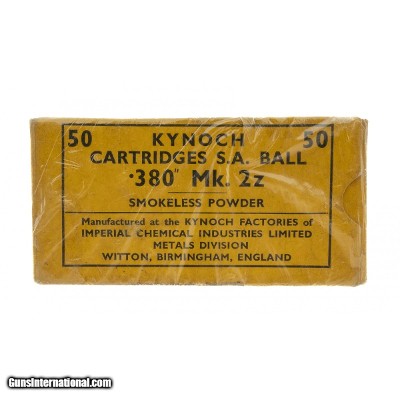 50 KYNOCH 50
CARTRIDGES S.A. BALL
·380" Mk. 2z
SMOKELESS POWDER
Manufactured at the KYNOCH FACTORIES of
IMPERIAL CHEMICAL INDUSTRIES LIMITED
METALS DIVISION
WITTON, BIRMINGHAM, ENGLAND
GunsInternational.com